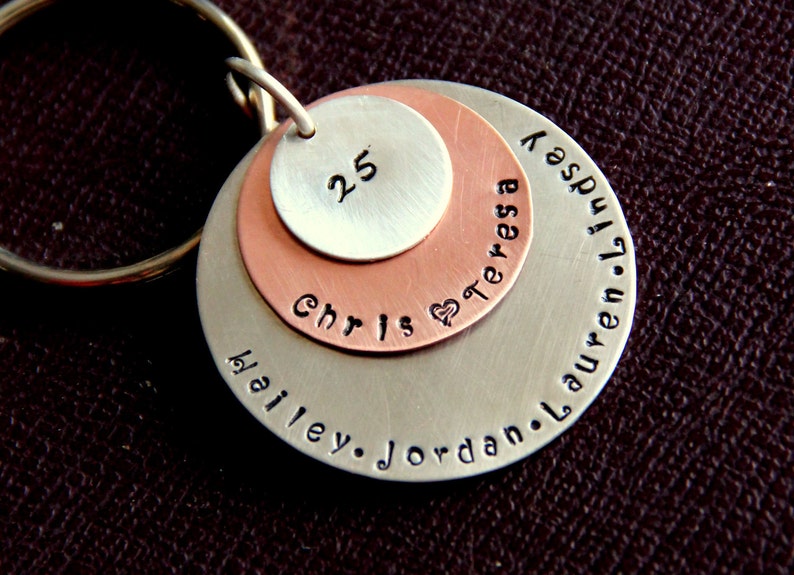 25
Chris ♥ Teresa
Hailey • Jordan • Lauren • Lindsey